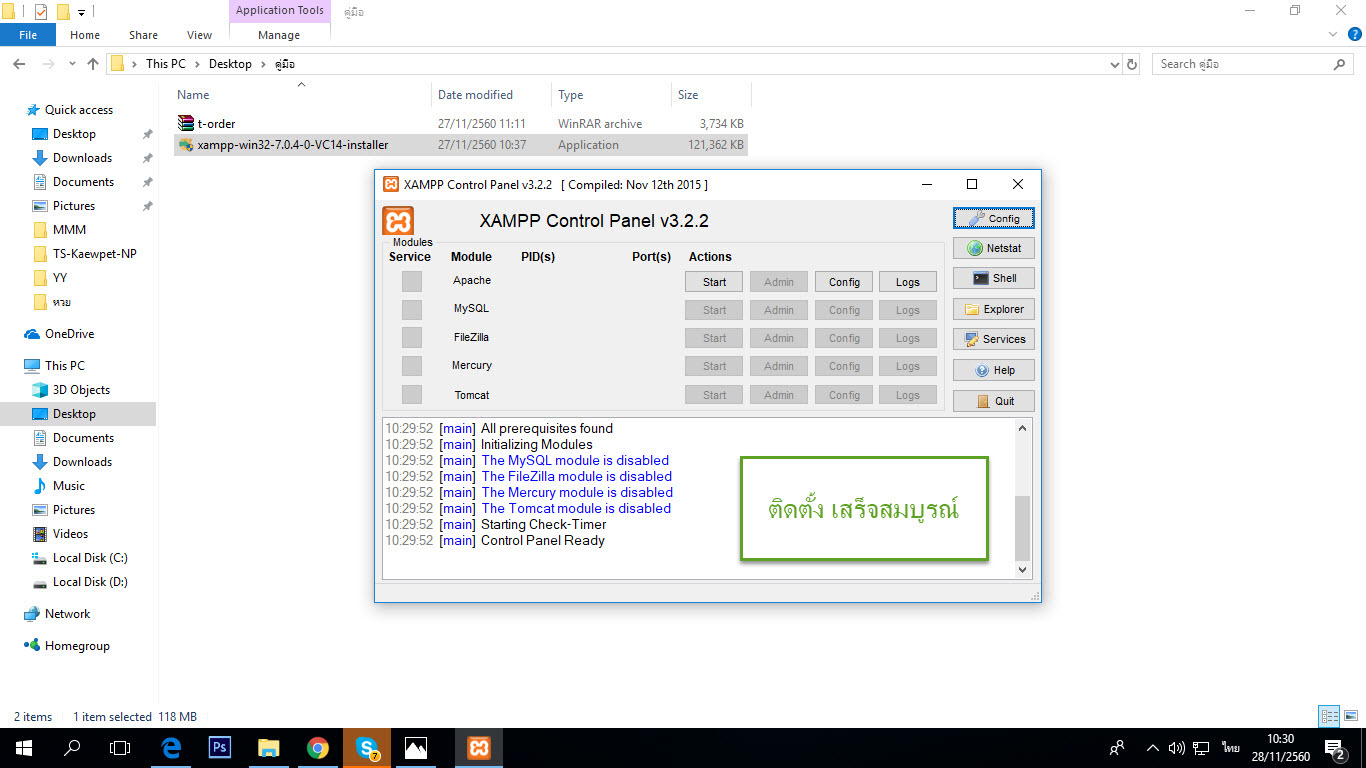 Application Tools คู่มือ
File Home Share View Manage
This PC Desktop คู่มือ Search คู่มือ
Name Date modified Type Size
t-order 27/11/2560 11:11 WinRAR archive 3,734 KB
xampp-win32-7.0.4-0-VC14-installer 27/11/2560 10:37 Application 121,362 KB
Quick access
Desktop
Downloads
Documents
Pictures
MMM
TS-Kaewpet-NP
YY
หวย
OneDrive
This PC
3D Objects
Desktop
Documents
Downloads
Music
Pictures
Videos
Local Disk (C:)
Local Disk (D:)
Network
Homegroup
XAMPP Control Panel v3.2.2 [ Compiled: Nov 12th 2015 ]
XAMPP Control Panel v3.2.2
Modules
Service Module PID(s) Port(s) Actions
Apache Start Admin Config Logs
MySQL Start Admin Config Logs
FileZilla Start Admin Config Logs
Mercury Start Admin Config Logs
Tomcat Start Admin Config Logs
Config
Netstat
Shell
Explorer
Services
Help
Quit
10:29:52 [main] All prerequisites found
10:29:52 [main] Initializing Modules
10:29:52 [main] The MySQL module is disabled
10:29:52 [main] The FileZilla module is disabled
10:29:52 [main] The Mercury module is disabled
10:29:52 [main] The Tomcat module is disabled
10:29:52 [main] Starting Check-Timer
10:29:52 [main] Control Panel Ready
ติดตั้ง เสร็จสมบูรณ์
2 items 1 item selected 118 MB
Ps
7
ไทย
10:30
28/11/2560
2